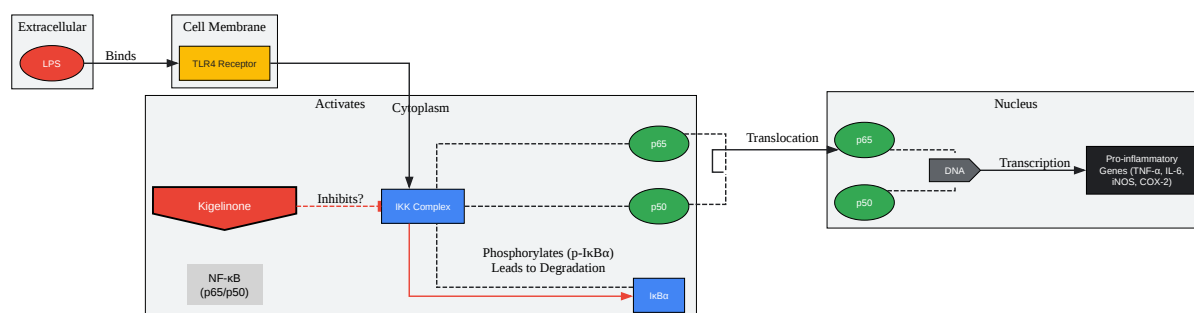 Extracellular
LPS
Binds
Cell Membrane
TLR4 Receptor
Activates
Cytoplasm
Kigelinone
Inhibits?
IKK Complex
p65
p50
Phosphorylates (p-IκBα)
Leads to Degradation
NF-κB
(p65/p50)
IκBα
Translocation
Nucleus
p65
p50
DNA
Transcription
Pro-inflammatory
Genes (TNF-α, IL-6,
iNOS, COX-2)